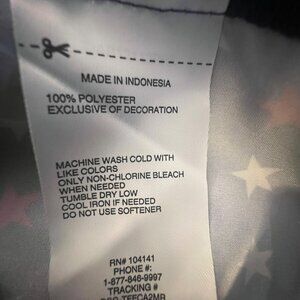 MADE IN INDONESIA
100% POLYESTER
EXCLUSIVE OF DECORATION
MACHINE WASH COLD WITH
LIKE COLORS
ONLY NON-CHLORINE BLEACH
WHEN NEEDED
TUMBLE DRY LOW
COOL IRON IF NEEDED
DO NOT USE SOFTENER
RN# 104141
PHONE #:
1-877-846-9997
TRACKING #